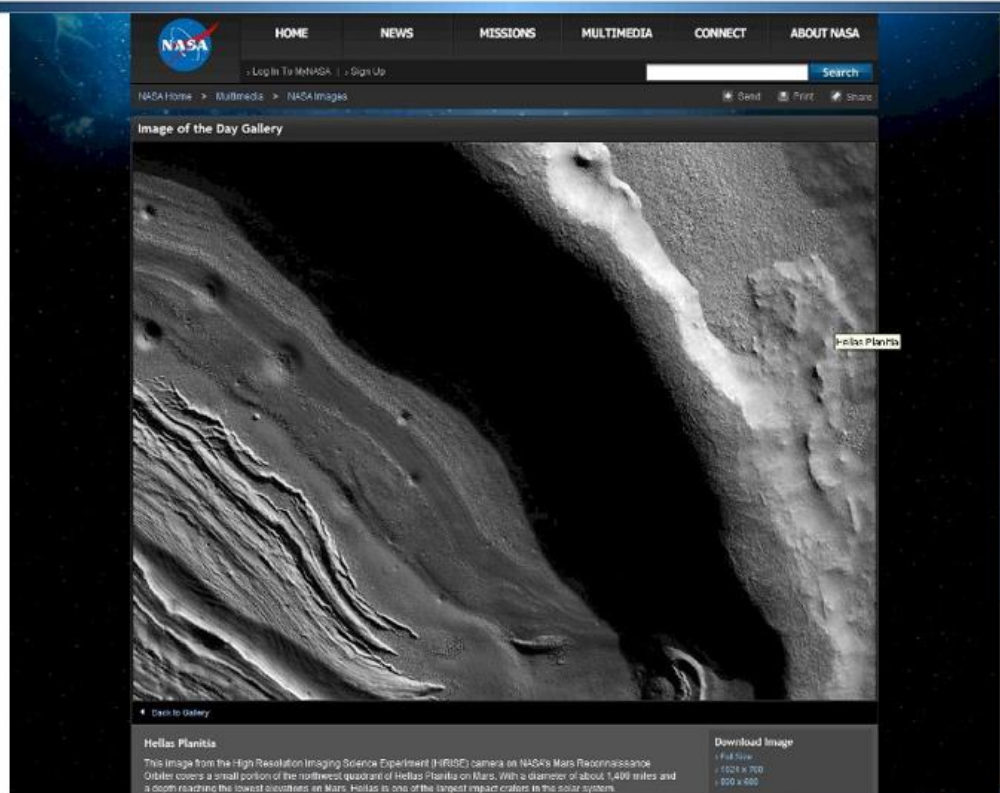 NASA
HOME NEWS MISSIONS MULTIMEDIA CONNECT ABOUT NASA
› Log In To MyNASA | › Sign Up Search
NASA Home > Multimedia > NASA Images Send Print Share
Image of the Day Gallery
Hellas Planitia
Back to Gallery
Hellas Planitia
Download Image
This image from the High Resolution Imaging Science Experiment (HIRISE) camera on NASA's Mars Reconnaissance
› Full Size
Orbiter covers a small portion of the northwest quadrant of Hellas Planitia on Mars. With a diameter of about 1,400 miles and
› 1024 x 768
a depth reaching the lowest elevations on Mars, Hellas is one of the largest impact craters in the solar system.
› 800 x 600